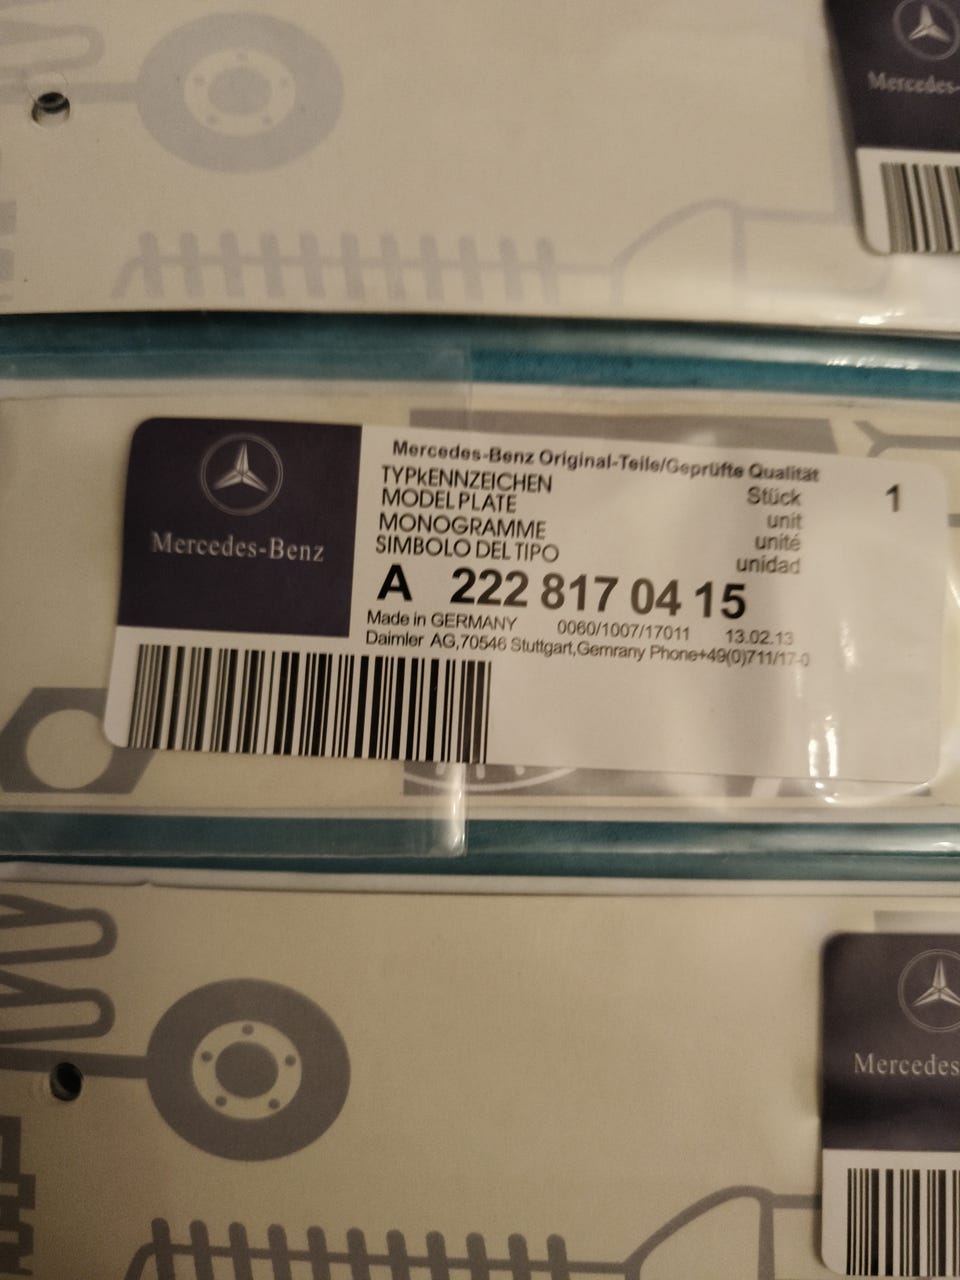 Mercedes-
Mercedes-Benz Original-Teile/Geprüfte Qualität
TYPkENNZEICHEN
MODEL PLATE
MONOGRAMME
SIMBOLO DEL TIPO
Stück 1
unit
unité
unidad
Mercedes-Benz
A 222 817 04 15
Made in GERMANY 0060/1007/17011 13.02.13
Daimler AG,70546 Stuttgart,Gemrany Phone+49(0)711/17-0
Mercedes